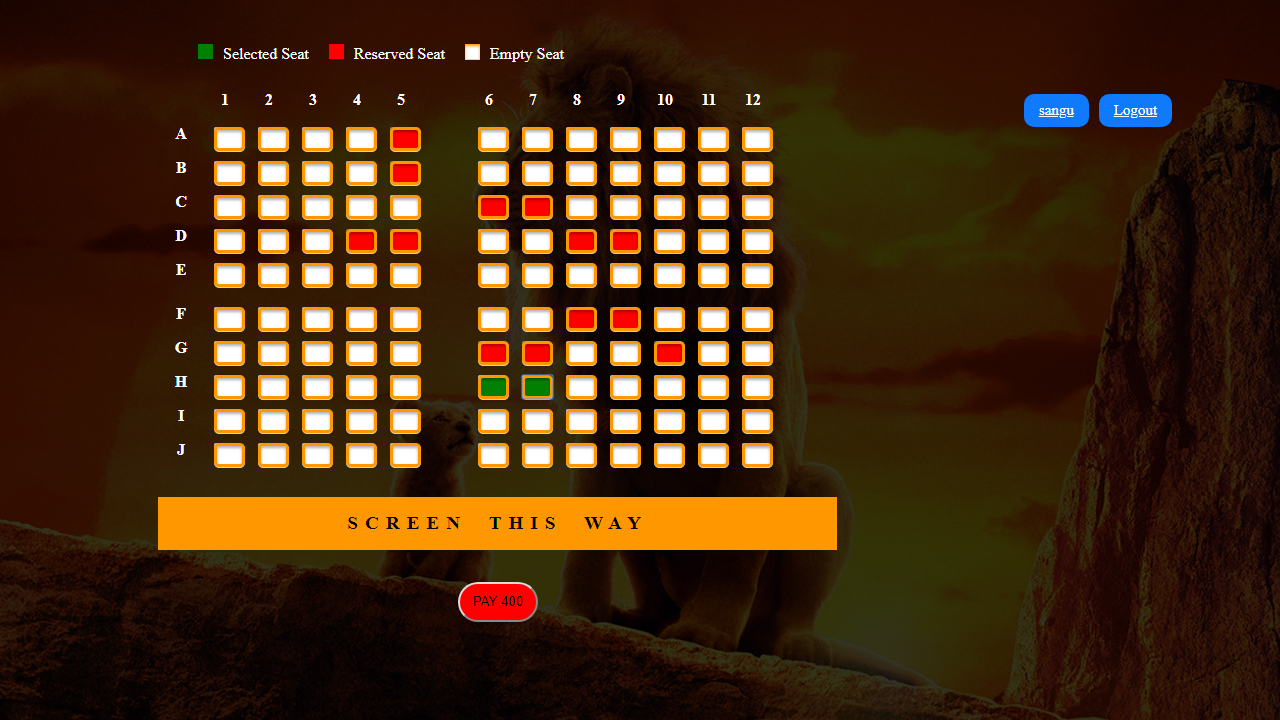 Selected Seat Reserved Seat Empty Seat
1 2 3 4 5 6 7 8 9 10 11 12
sangu Logout
A
B
C
D
E
F
G
H
I
J
SCREEN THIS WAY
PAY 400